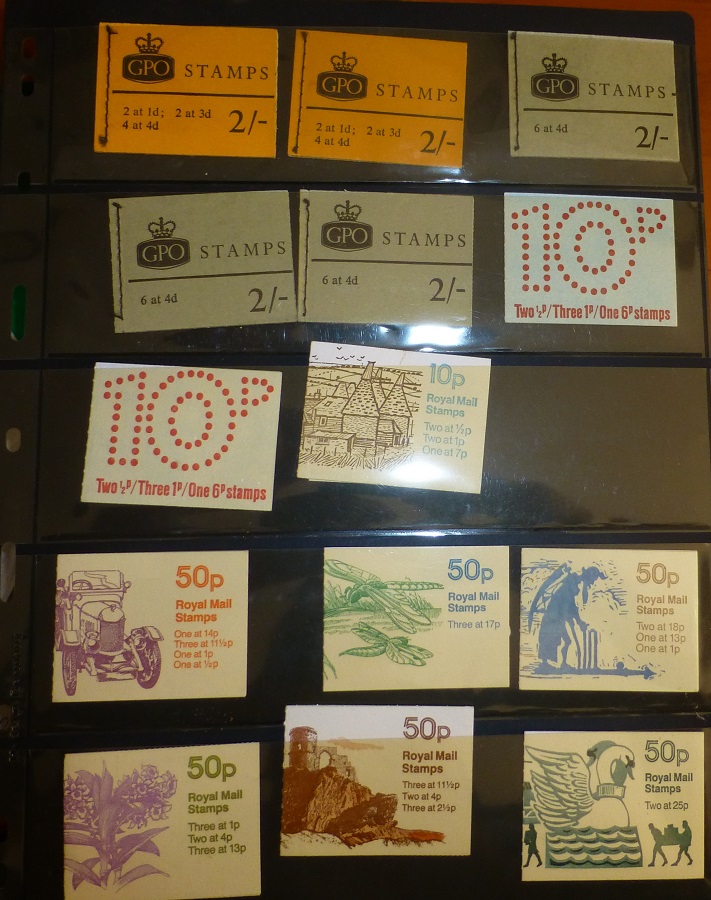 GPO STAMPS
2 at 1d; 2 at 3d
4 at 4d
2/-
GPO STAMPS
2 at 1d; 2 at 3d
4 at 4d
2/-
GPO STAMPS
6 at 4d
2/-
GPO STAMPS
6 at 4d
2/-
GPO STAMPS
6 at 4d
2/-
10P
Two ½P/Three 1P/One 6P stamps
10P
Two ½P/Three 1P/One 6P stamps
10p
Royal Mail
Stamps
Two at ½p
Two at 1p
One at 7p
50p
Royal Mail
Stamps
One at 14p
Three at 11½p
One at 1p
One at ½p
50p
Royal Mail
Stamps
Three at 17p
50p
Royal Mail
Stamps
Two at 18p
One at 13p
One at 1p
50p
Royal Mail
Stamps
Three at 1p
Two at 4p
Three at 13p
50p
Royal Mail
Stamps
Three at 11½p
Two at 4p
Three at 2½p
50p
Royal Mail
Stamps
Two at 25p